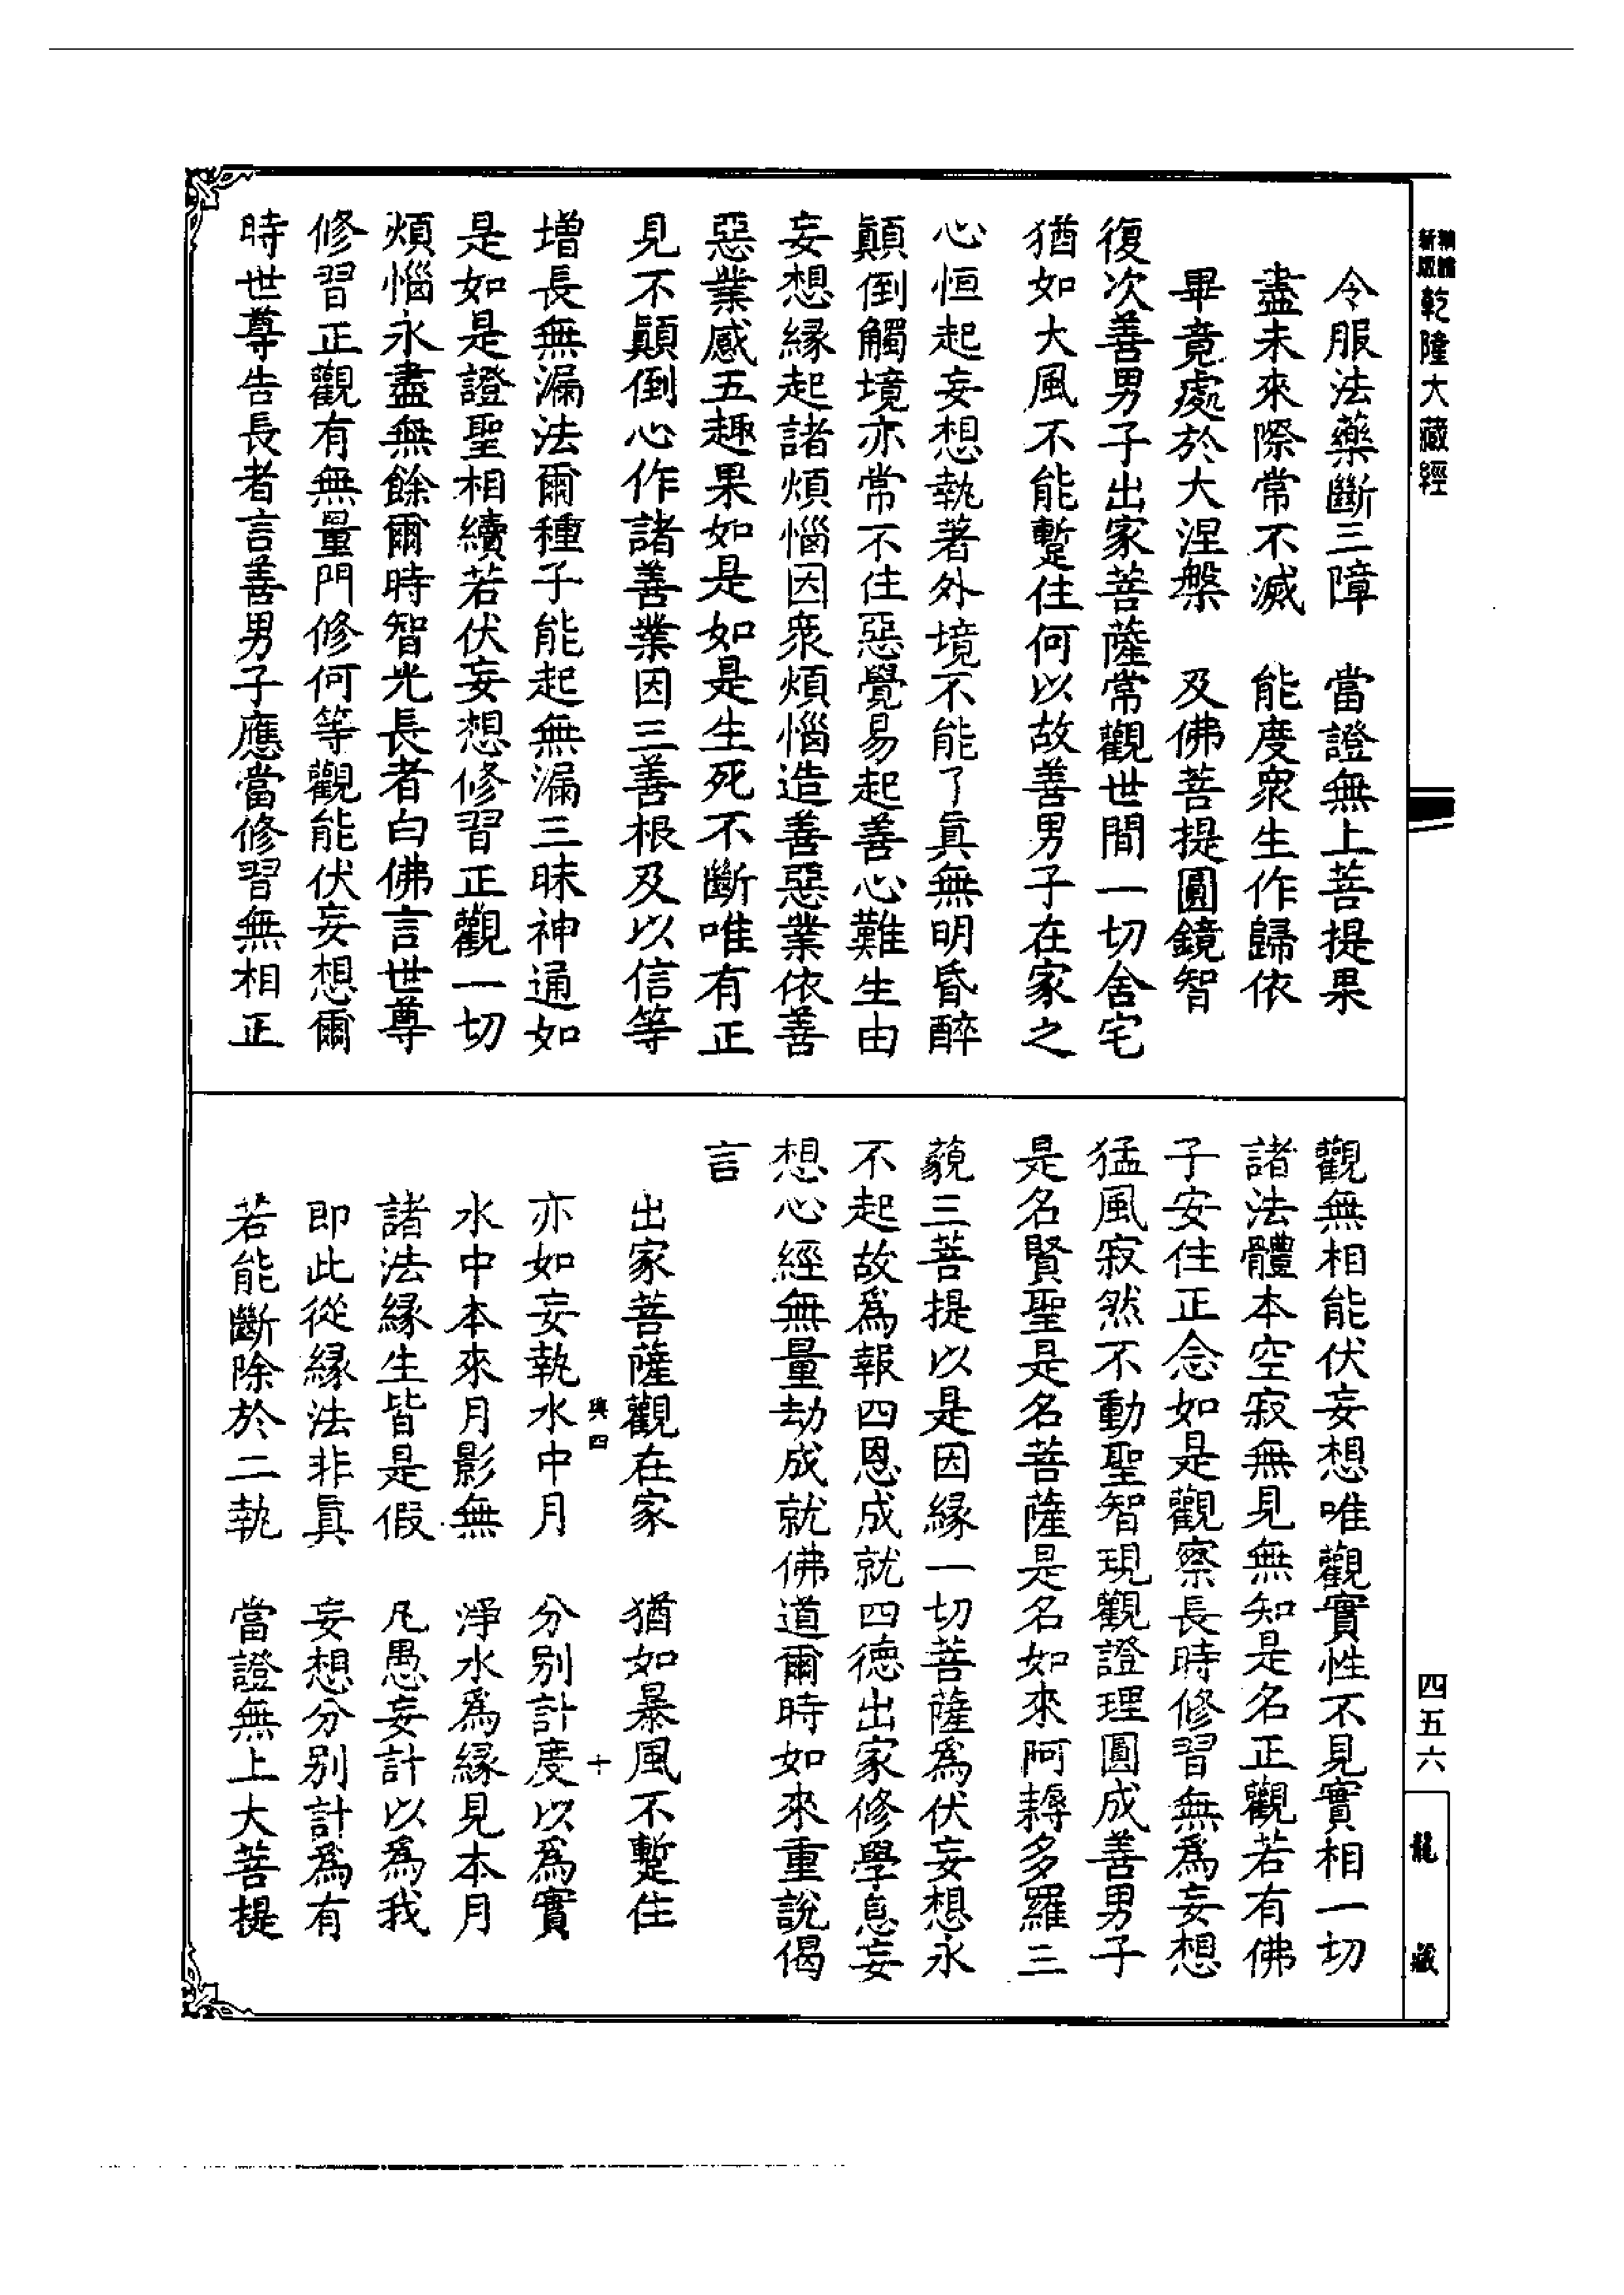 新版
乾隆大藏經
令服法藥斷三障　當證無上菩提果
盡未來際常不滅　能度衆生作歸依
畢竟處於大涅槃　及佛菩提圓鏡智
復次善男子出家菩薩常觀世間一切舍宅
猶如大風不能暫住何以故善男子在家之
心恒起妄想執著外境不能了眞無明昏醉
顚倒觸境亦常不住惡覺易起善心難生由
妄想緣起諸煩惱因衆煩惱造善惡業依善
惡業感五趣果如是如是生死不斷唯有正
見不顚倒心作諸善業因三善根及以信等
增長無漏法爾種子能起無漏三昧神通如
是如是證聖相續若伏妄想修習正觀一切
煩惱永盡無餘爾時智光長者白佛言世尊
修習正觀有無量門修何等觀能伏妄想爾
時世尊告長者言善男子應當修習無相正
觀無相能伏妄想唯觀實性不見實相一切
諸法體本空寂無見無知是名正觀若有佛
子安住正念如是觀察長時修習無爲妄想
猛風寂然不動聖智現觀證理圓成善男子
是名賢聖是名菩薩是名如來阿耨多羅三
藐三菩提以是因緣一切菩薩爲伏妄想永
不起故爲報四恩成就四德出家修學息妄
想心經無量劫成就佛道爾時如來重說偈
言
出家菩薩觀在家　猶如暴風不暫住
輿四　十
亦如妄執水中月　分别計度以爲實
水中本來月影無　淨水爲緣見本月
諸法緣生皆是假　凡愚妄計以爲我
即此從緣法非眞　妄想分别計爲有
若能斷除於二執　當證無上大菩提
四五六
龍藏